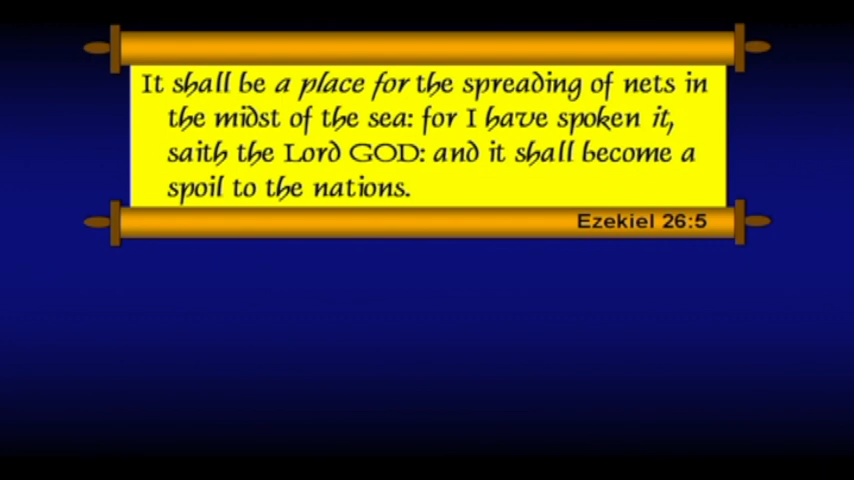 It shall be a place for the spreading of nets in
the midst of the sea: for I have spoken it,
saith the Lord GOD: and it shall become a
spoil to the nations.
Ezekiel 26:5